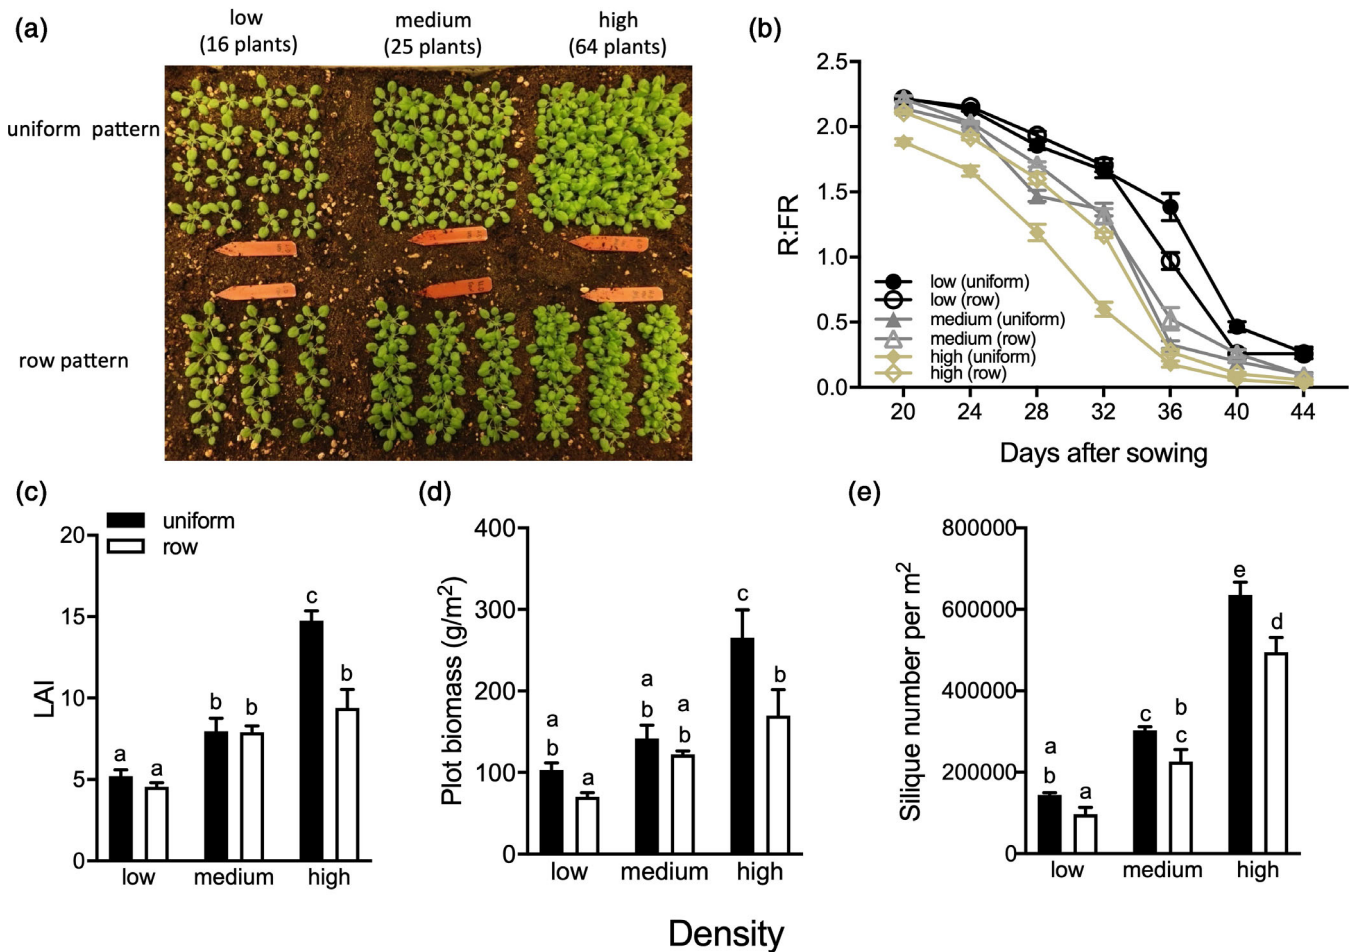 (a)
low
(16 plants)
medium
(25 plants)
high
(64 plants)
uniform pattern
row pattern
(b)
2.5
2.0
1.5
1.0
0.5
0.0
R:FR
low (uniform)
low (row)
medium (uniform)
medium (row)
high (uniform)
high (row)
20 24 28 32 36 40 44
Days after sowing
(c)
uniform
row
20
15
10
5
0
LAI
a a b b c b
low medium high
(d)
400
300
200
100
0
Plot biomass (g/m²)
a
b
a
a
b
a
b
c
b
low medium high
(e)
800000
600000
400000
200000
0
Silique number per m²
a
b
a
c
b
c
e
d
low medium high
Density